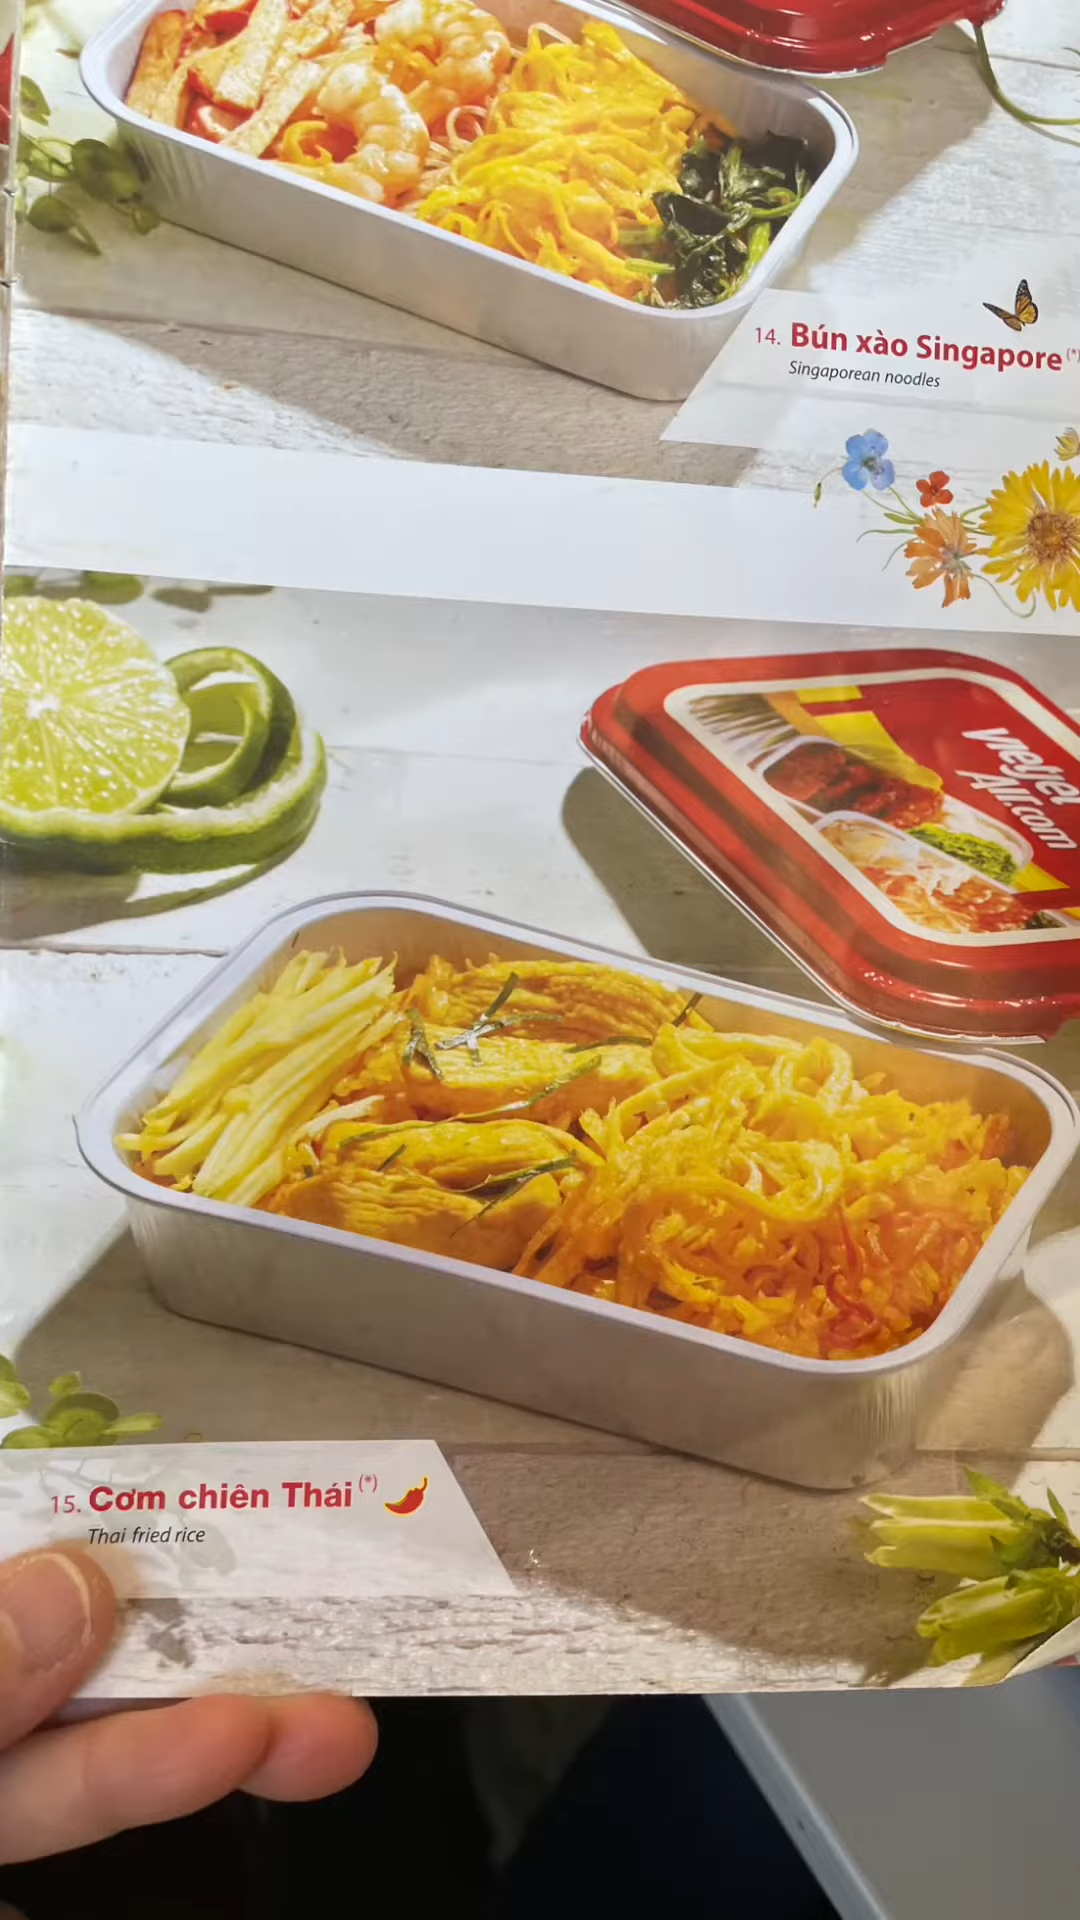 14. Bún xào Singapore (*)
Singaporean noodles
vietjet
Air.com
15. Cơm chiên Thái (*)
Thai fried rice